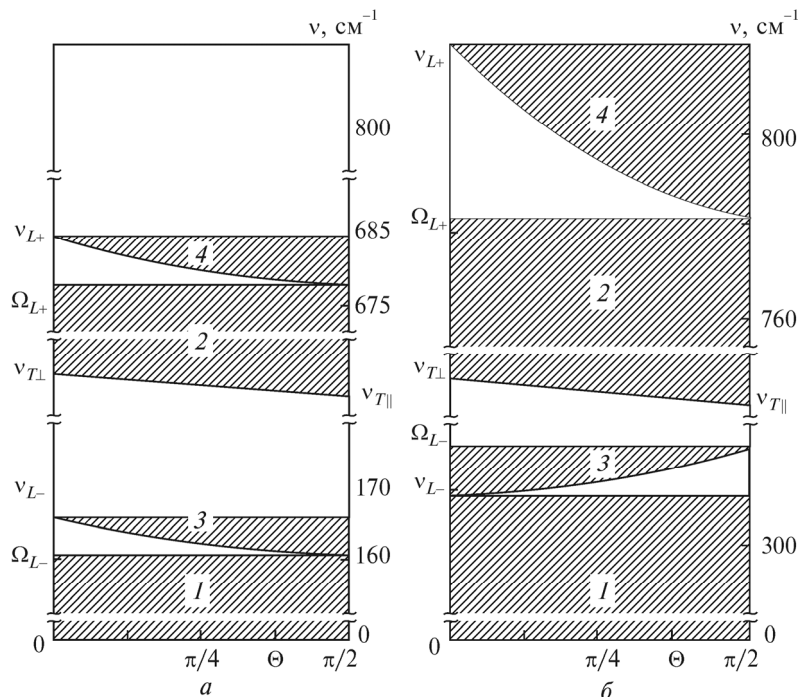 ν, см⁻¹
ν_{L+}
Ω_{L+}
ν_{T⊥}
ν_{L−}
Ω_{L−}
0
800
685
675
ν_{T∥}
170
160
0
4
2
3
1
π/4
Θ
π/2
а
ν, см⁻¹
ν_{L+}
Ω_{L+}
ν_{T⊥}
Ω_{L−}
ν_{L−}
0
800
760
ν_{T∥}
300
0
4
2
3
1
π/4
Θ
π/2
б